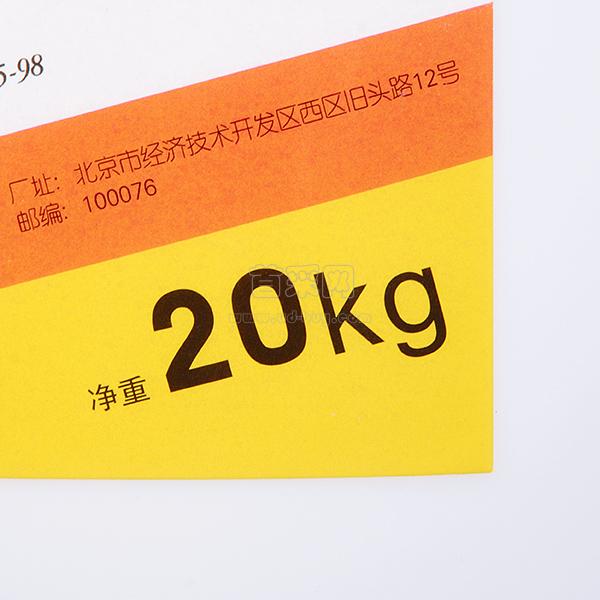 5-98
厂址: 北京市经济技术开发区西区旧头路12号
邮编: 100076
净重 20kg